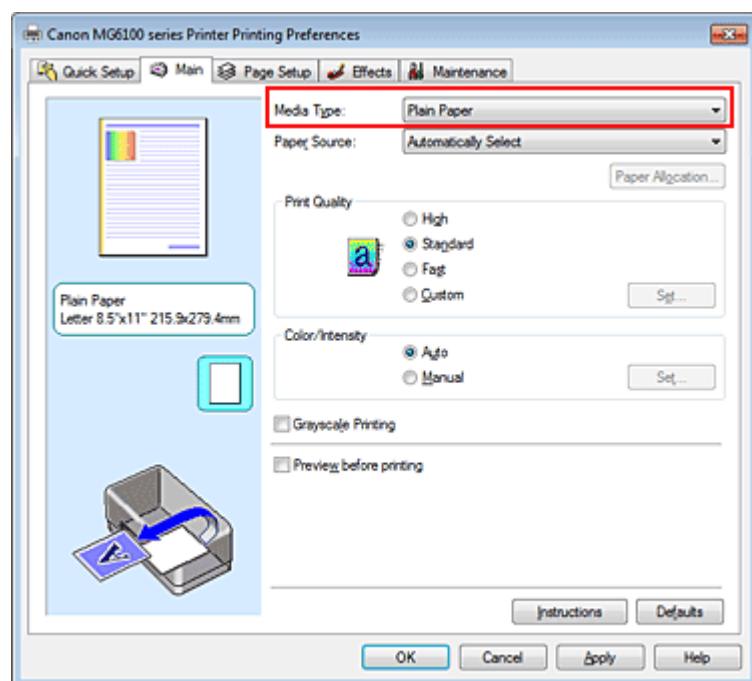 Canon MG6100 series Printer Printing Preferences
Quick Setup Main Page Setup Effects Maintenance
Media Type: Plain Paper
Paper Source: Automatically Select
Paper Allocation...
Print Quality
High
Standard
a
Fast
Custom Set...
Plain Paper
Letter 8.5"x11" 215.9x279.4mm
Color/Intensity
Auto
Manual Set...
Grayscale Printing
Preview before printing
A
Instructions Defaults
OK Cancel Apply Help